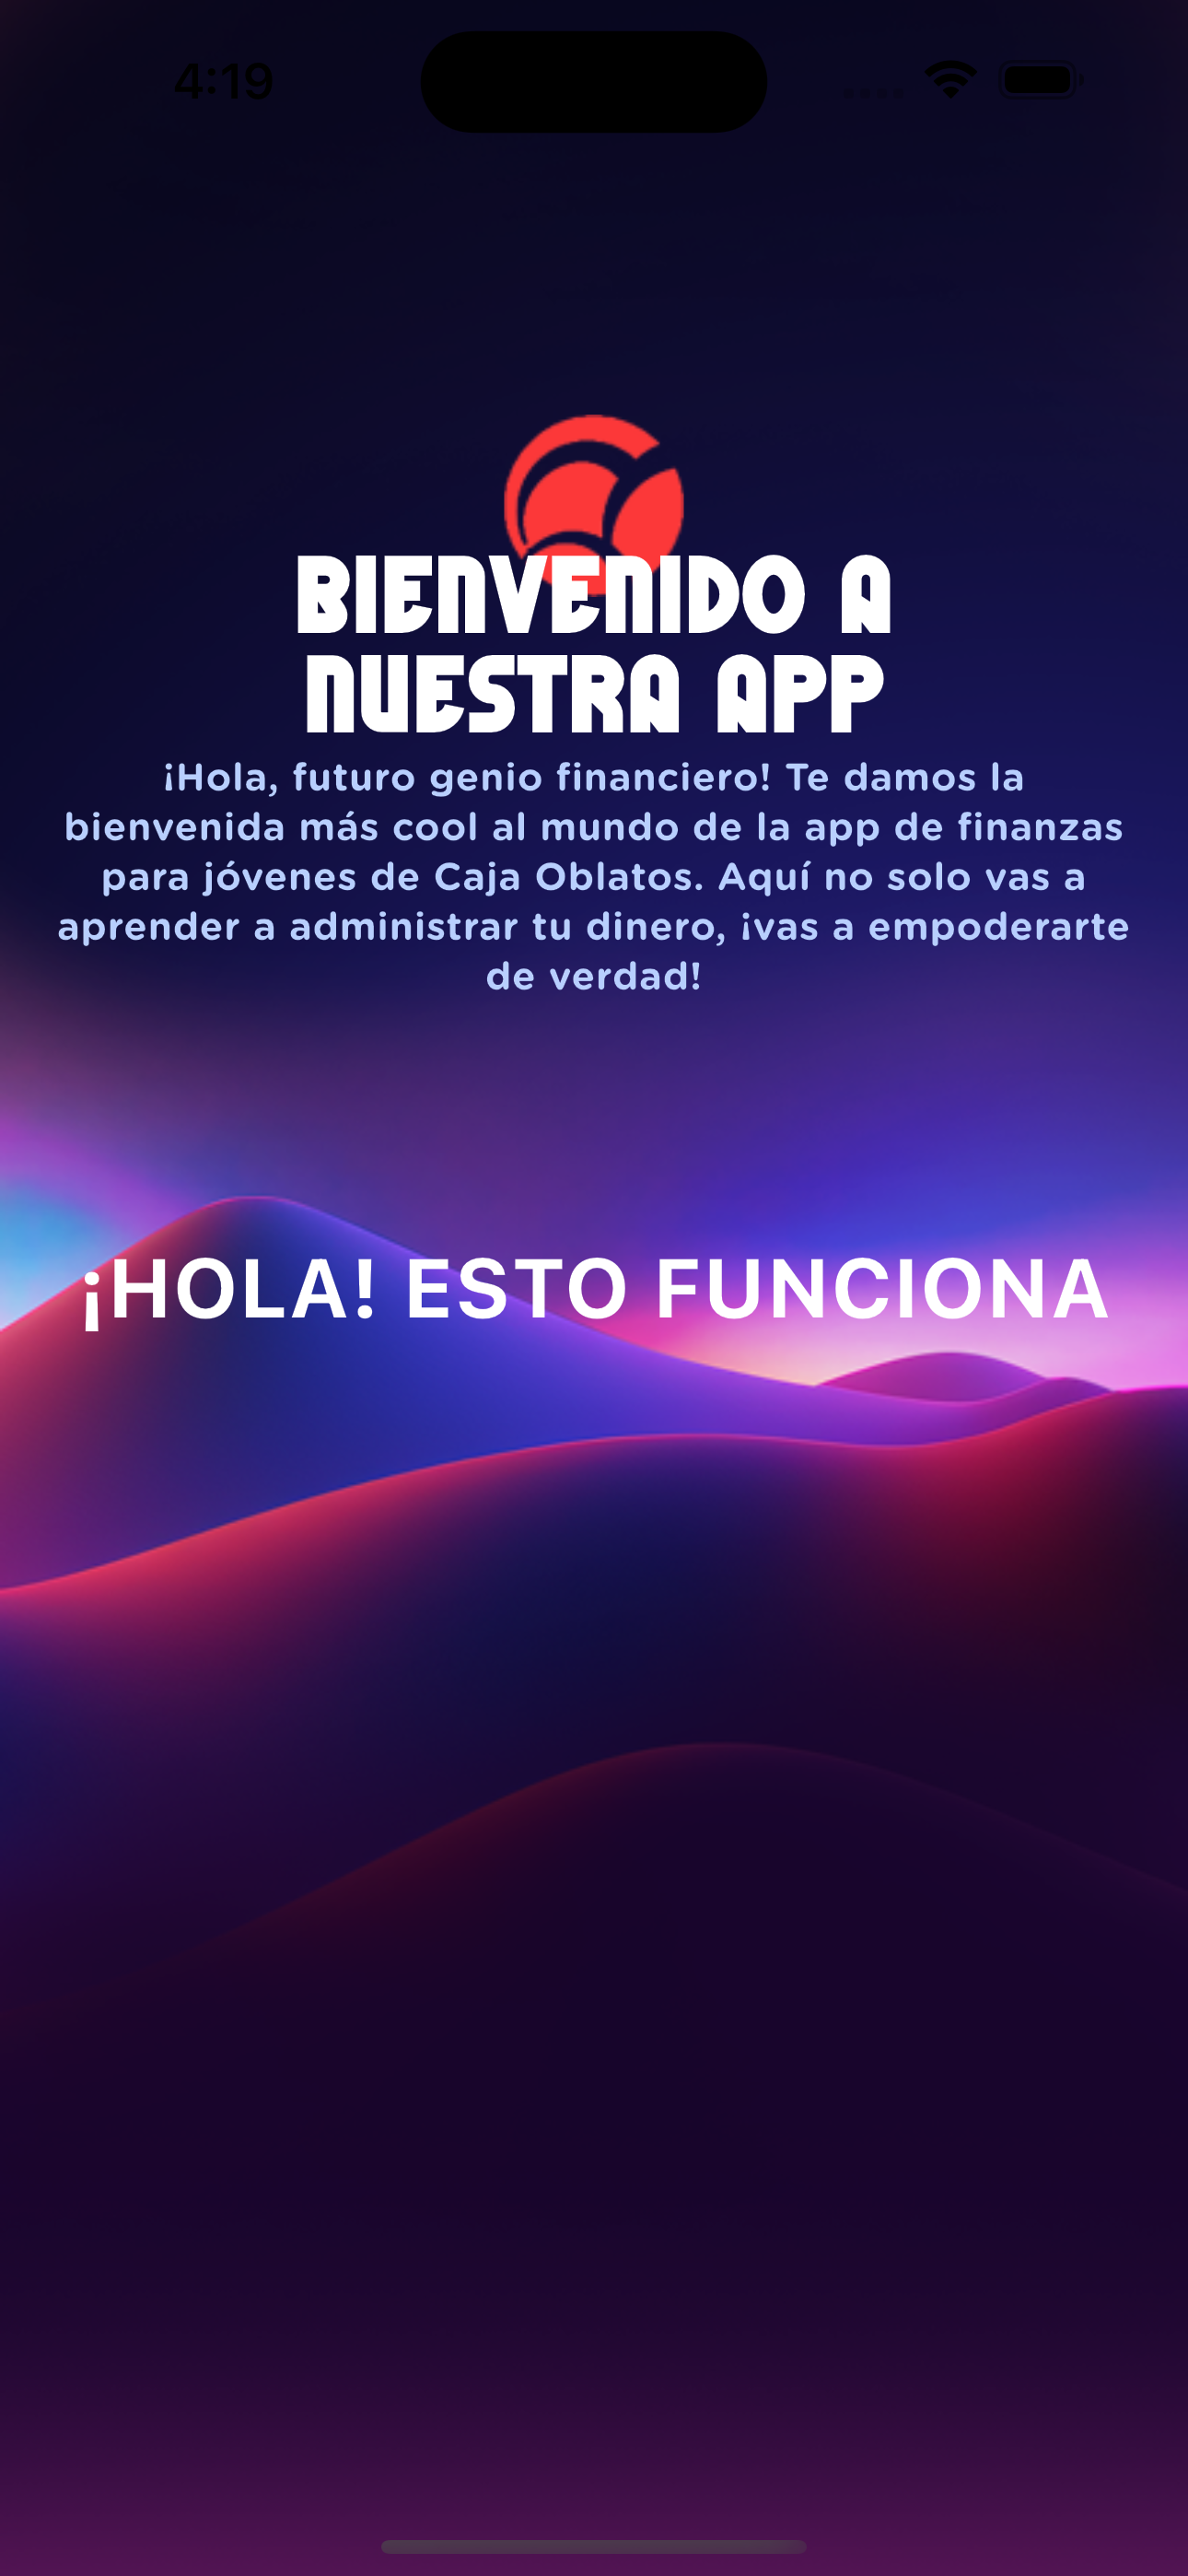 4:19
BIENVENIDO A
NUESTRA APP
¡Hola, futuro genio financiero! Te damos la
bienvenida más cool al mundo de la app de finanzas
para jóvenes de Caja Oblatos. Aquí no solo vas a
aprender a administrar tu dinero, ¡vas a empoderarte
de verdad!
¡HOLA! ESTO FUNCIONA